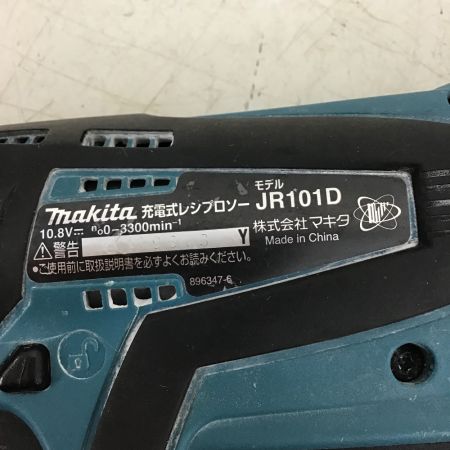 makita 充電式レシプロソー モデル JR101D
10.8V⎓ n₀0−3300min⁻¹ 株式会社マキタ
⚠警告 Y Made in China
•ご使用前に取扱説明書を必ずよくお読みください。
896347-6